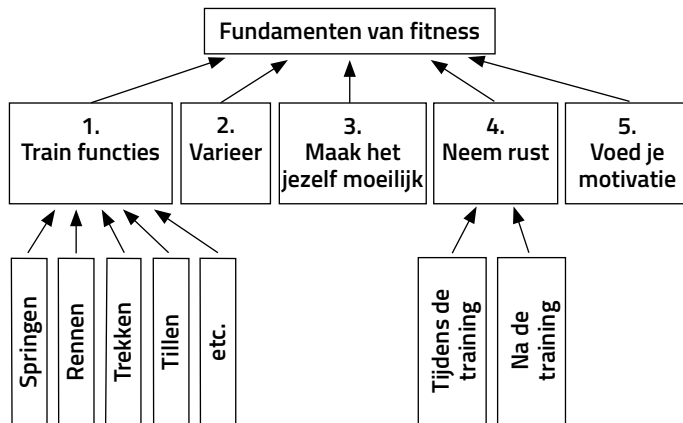 Fundamenten van fitness
1.
Train functies
2.
Varieer
3.
Maak het
jezelf moeilijk
4.
Neem rust
5.
Voed je
motivatie
Springen
Rennen
Trekken
Tillen
etc.
Tijdens de
training
Na de
training